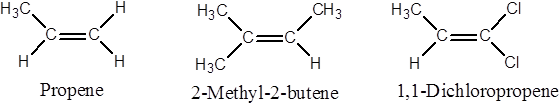 H₃C H H₃C CH₃ H₃C Cl
C C C C C C
H H H₃C H H Cl
Propene 2-Methyl-2-butene 1,1-Dichloropropene